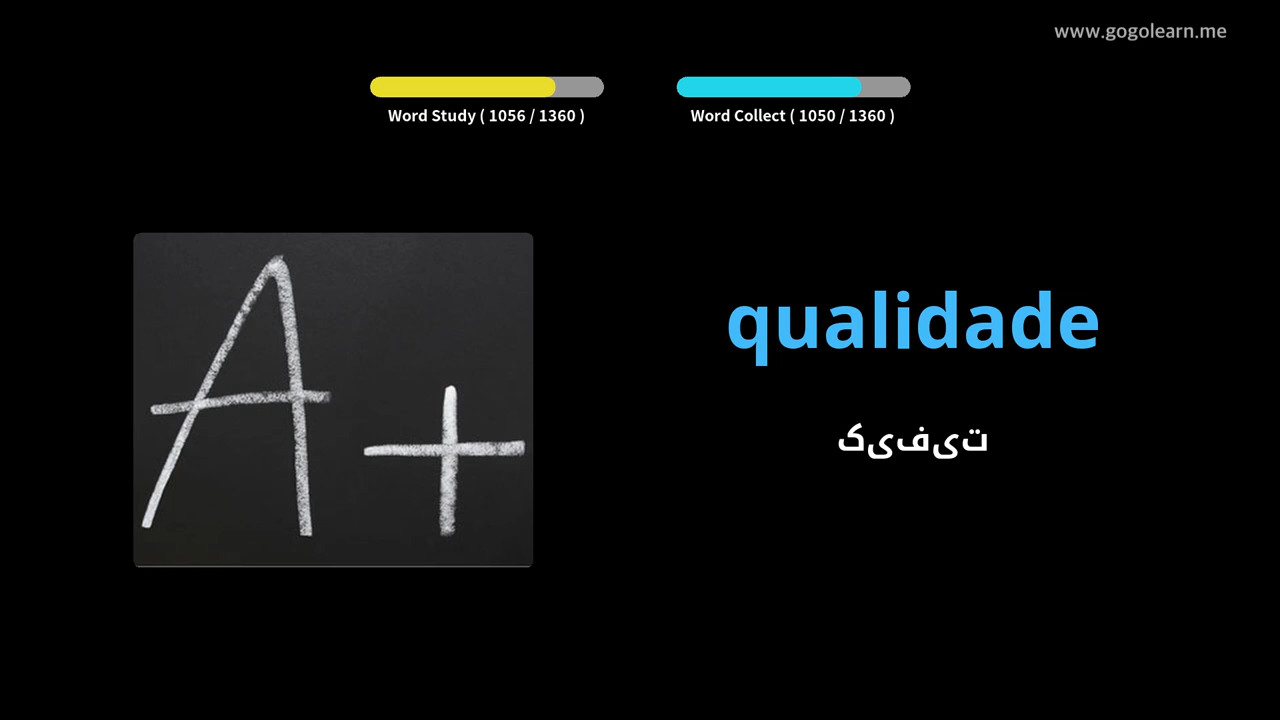 www.gogolearn.me
Word Study ( 1056 / 1360 )
Word Collect ( 1050 / 1360 )
A+
qualidade
کیفیت